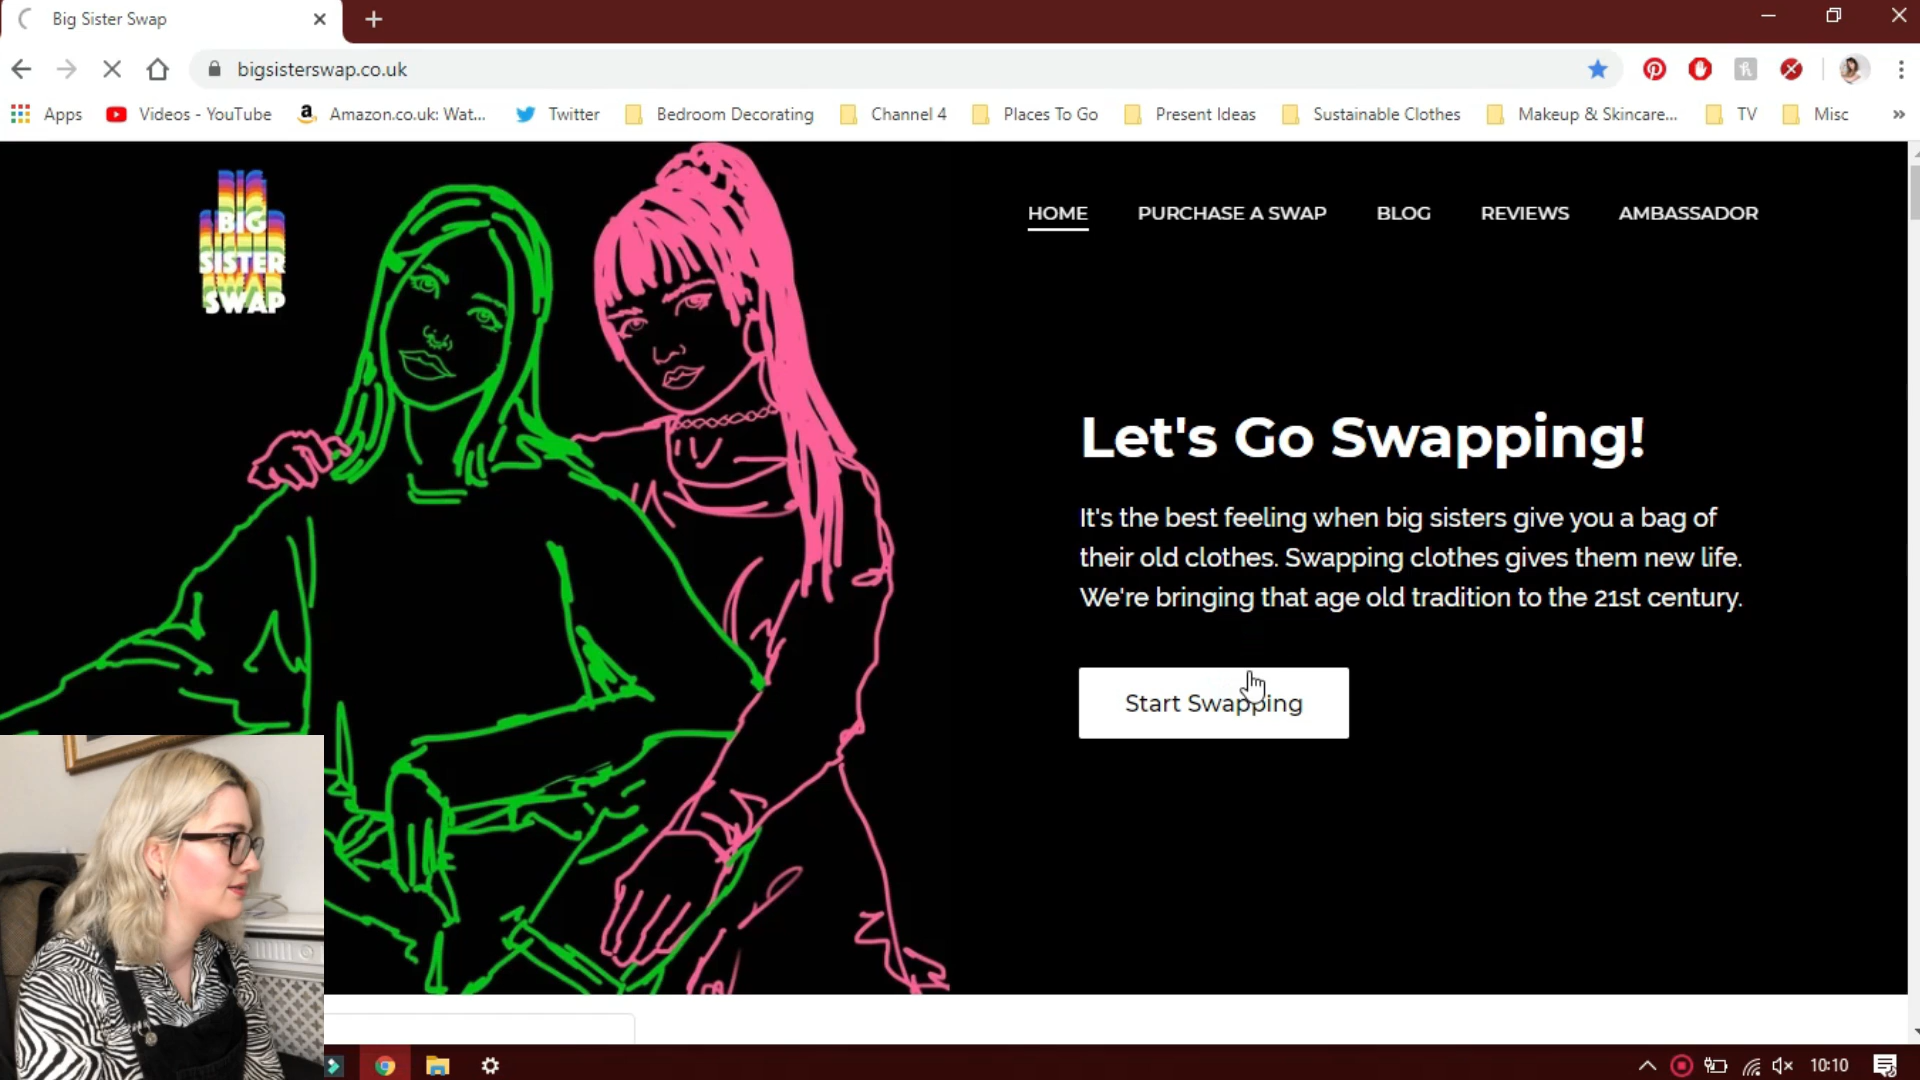 Big Sister Swap
bigsisterswap.co.uk
Apps
Videos - YouTube
Amazon.co.uk: Wat...
Twitter
Bedroom Decorating
Channel 4
Places To Go
Present Ideas
Sustainable Clothes
Makeup & Skincare...
TV
Misc
BIG
BIG
SISTER
SWAP
HOME
PURCHASE A SWAP
BLOG
REVIEWS
AMBASSADOR
Let's Go Swapping!
It's the best feeling when big sisters give you a bag of
their old clothes. Swapping clothes gives them new life.
We're bringing that age old tradition to the 21st century.
Start Swapping
10:10